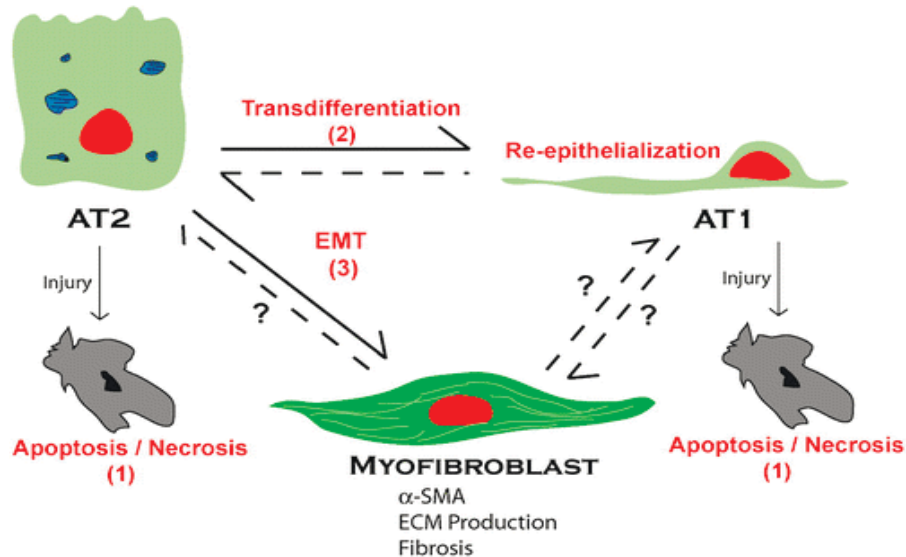 Transdifferentiation
(2)
Re-epithelialization
AT2
AT1
EMT
(3)
Injury
?
?
?
Injury
Apoptosis / Necrosis
(1)
Apoptosis / Necrosis
(1)
MYOFIBROBLAST
α-SMA
ECM Production
Fibrosis